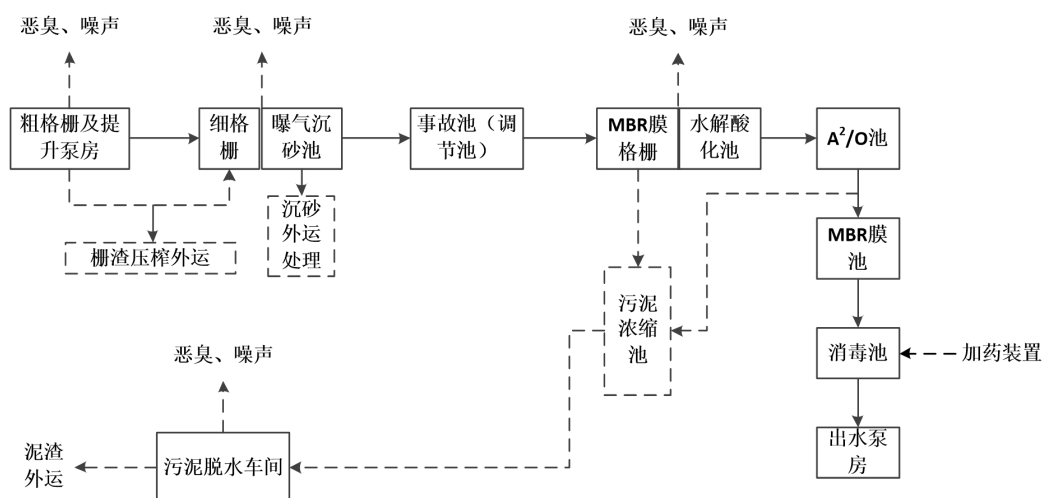 恶臭、噪声
恶臭、噪声
恶臭、噪声
粗格栅及提
升泵房
细格
栅
曝气沉
砂池
事故池（调
节池）
MBR膜
格栅
水解酸
化池
A²/O池
沉砂
外运
处理
栅渣压榨外运
MBR膜
池
污泥
浓缩
池
消毒池
加药装置
恶臭、噪声
出水泵
房
泥渣
外运
污泥脱水车间